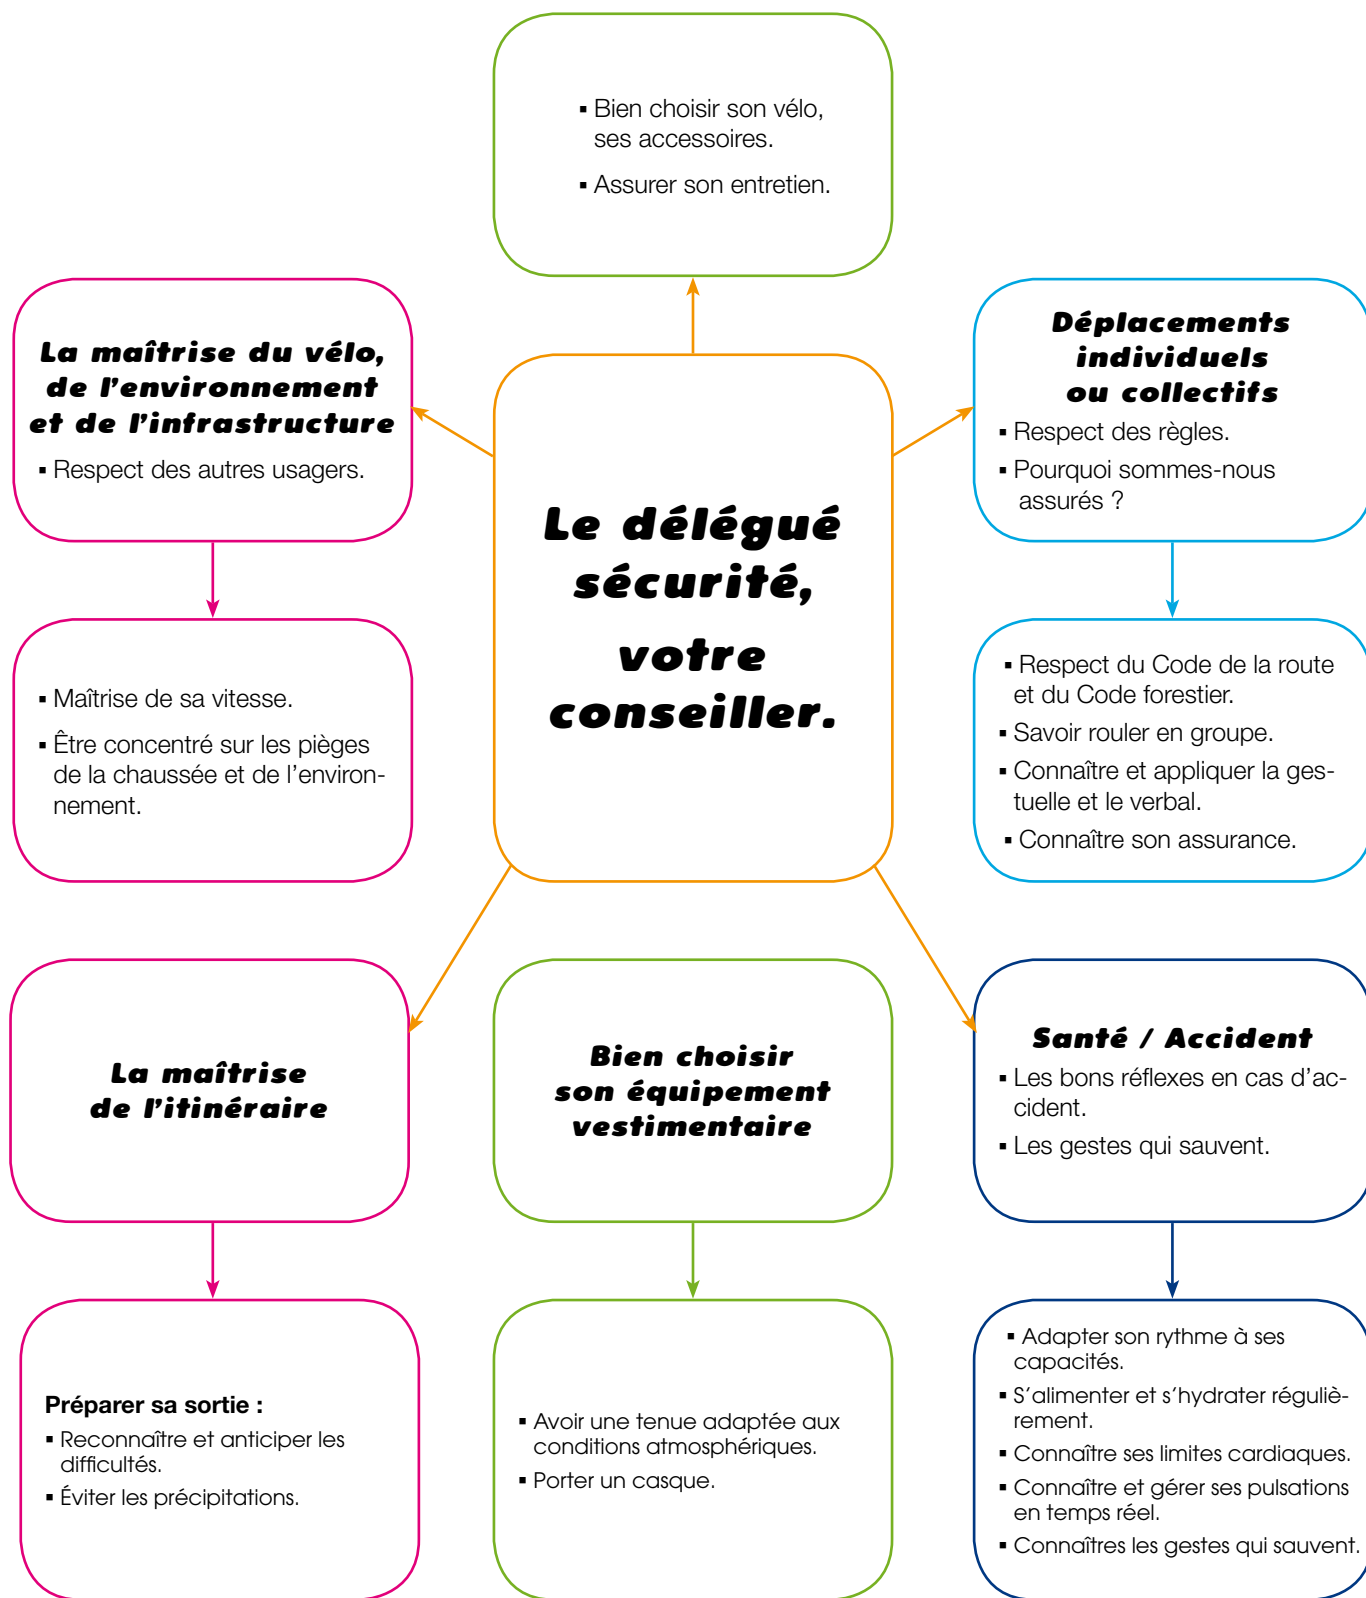 ▪ Bien choisir son vélo,
ses accessoires.
▪ Assurer son entretien.
La maîtrise du vélo,
de l'environnement
et de l'infrastructure
▪ Respect des autres usagers.
Déplacements
individuels
ou collectifs
▪ Respect des règles.
▪ Pourquoi sommes-nous
assurés ?
Le délégué
sécurité,
votre
conseiller.
▪ Maîtrise de sa vitesse.
▪ Être concentré sur les pièges
de la chaussée et de l'environ-
nement.
▪ Respect du Code de la route
et du Code forestier.
▪ Savoir rouler en groupe.
▪ Connaître et appliquer la ges-
tuelle et le verbal.
▪ Connaître son assurance.
La maîtrise
de l'itinéraire
Bien choisir
son équipement
vestimentaire
Santé / Accident
▪ Les bons réflexes en cas d'ac-
cident.
▪ Les gestes qui sauvent.
Préparer sa sortie :
▪ Reconnaître et anticiper les
difficultés.
▪ Éviter les précipitations.
▪ Avoir une tenue adaptée aux
conditions atmosphériques.
▪ Porter un casque.
▪ Adapter son rythme à ses
capacités.
▪ S'alimenter et s'hydrater réguliè-
rement.
▪ Connaître ses limites cardiaques.
▪ Connaître et gérer ses pulsations
en temps réel.
▪ Connaîtres les gestes qui sauvent.